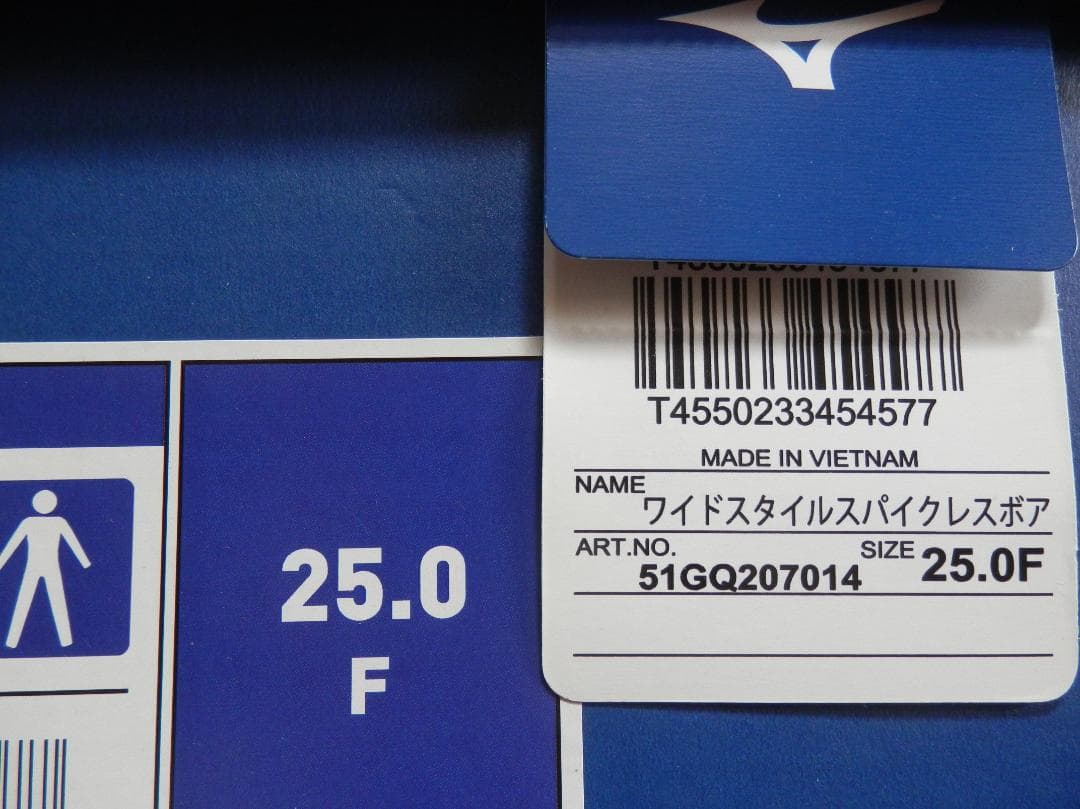 T4550233454577
MADE IN VIETNAM
NAME
ワイドスタイルスパイクレスボア
ART.NO.
51GQ207014
SIZE
25.0F
25.0
F